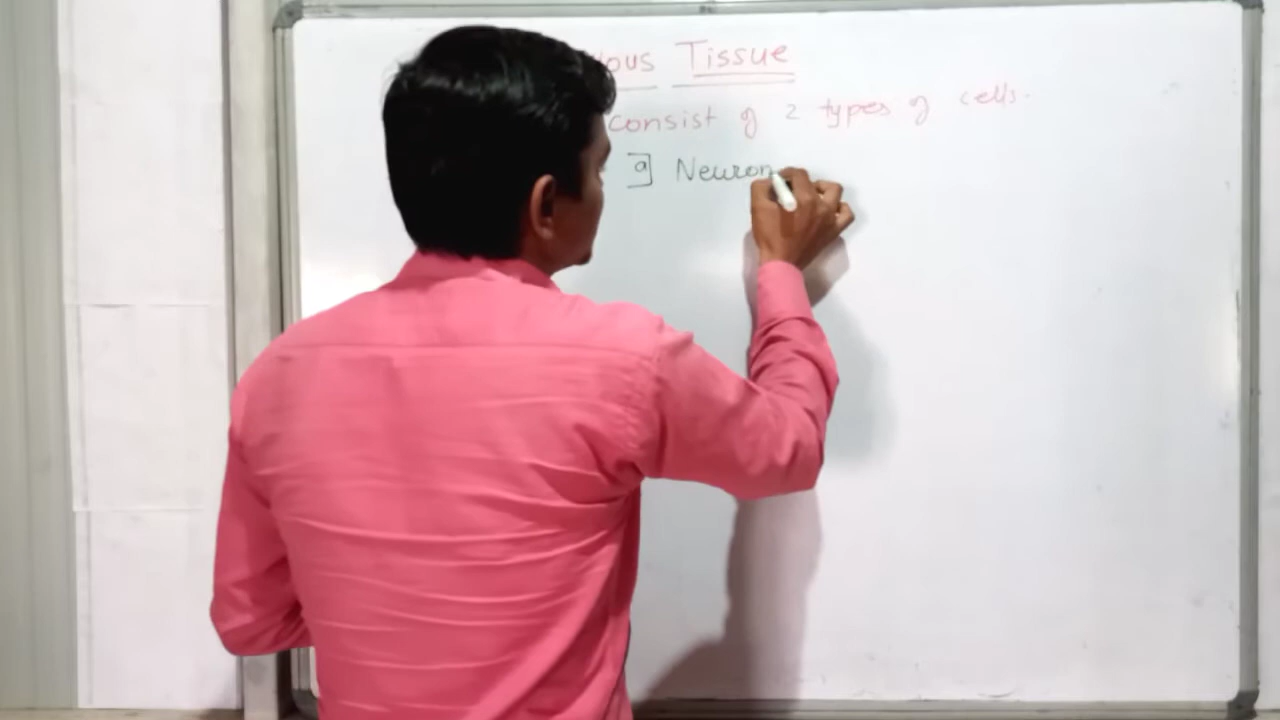 ous Tissue
consist of 2 types of cells.
a] Neuron